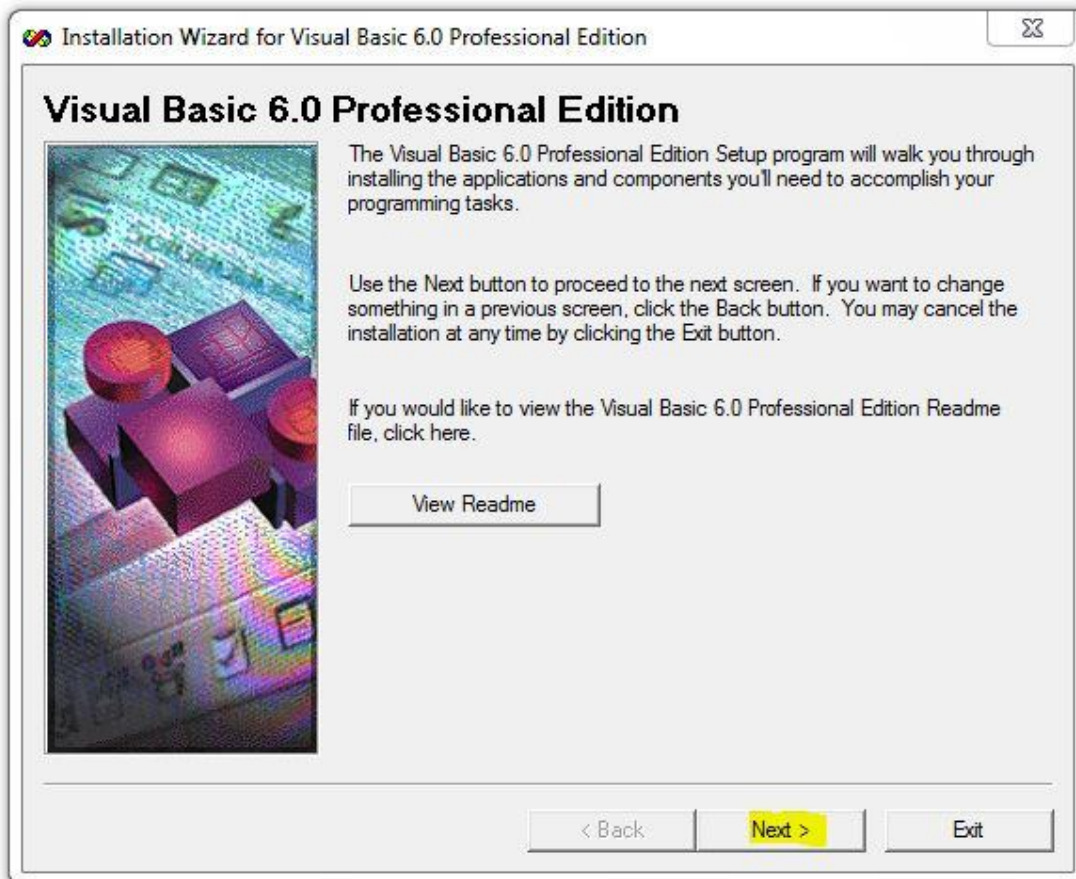 Installation Wizard for Visual Basic 6.0 Professional Edition
Visual Basic 6.0 Professional Edition
The Visual Basic 6.0 Professional Edition Setup program will walk you through
installing the applications and components you'll need to accomplish your
programming tasks.
Use the Next button to proceed to the next screen. If you want to change
something in a previous screen, click the Back button. You may cancel the
installation at any time by clicking the Exit button.
If you would like to view the Visual Basic 6.0 Professional Edition Readme
file, click here.
View Readme
< Back
Next >
Exit